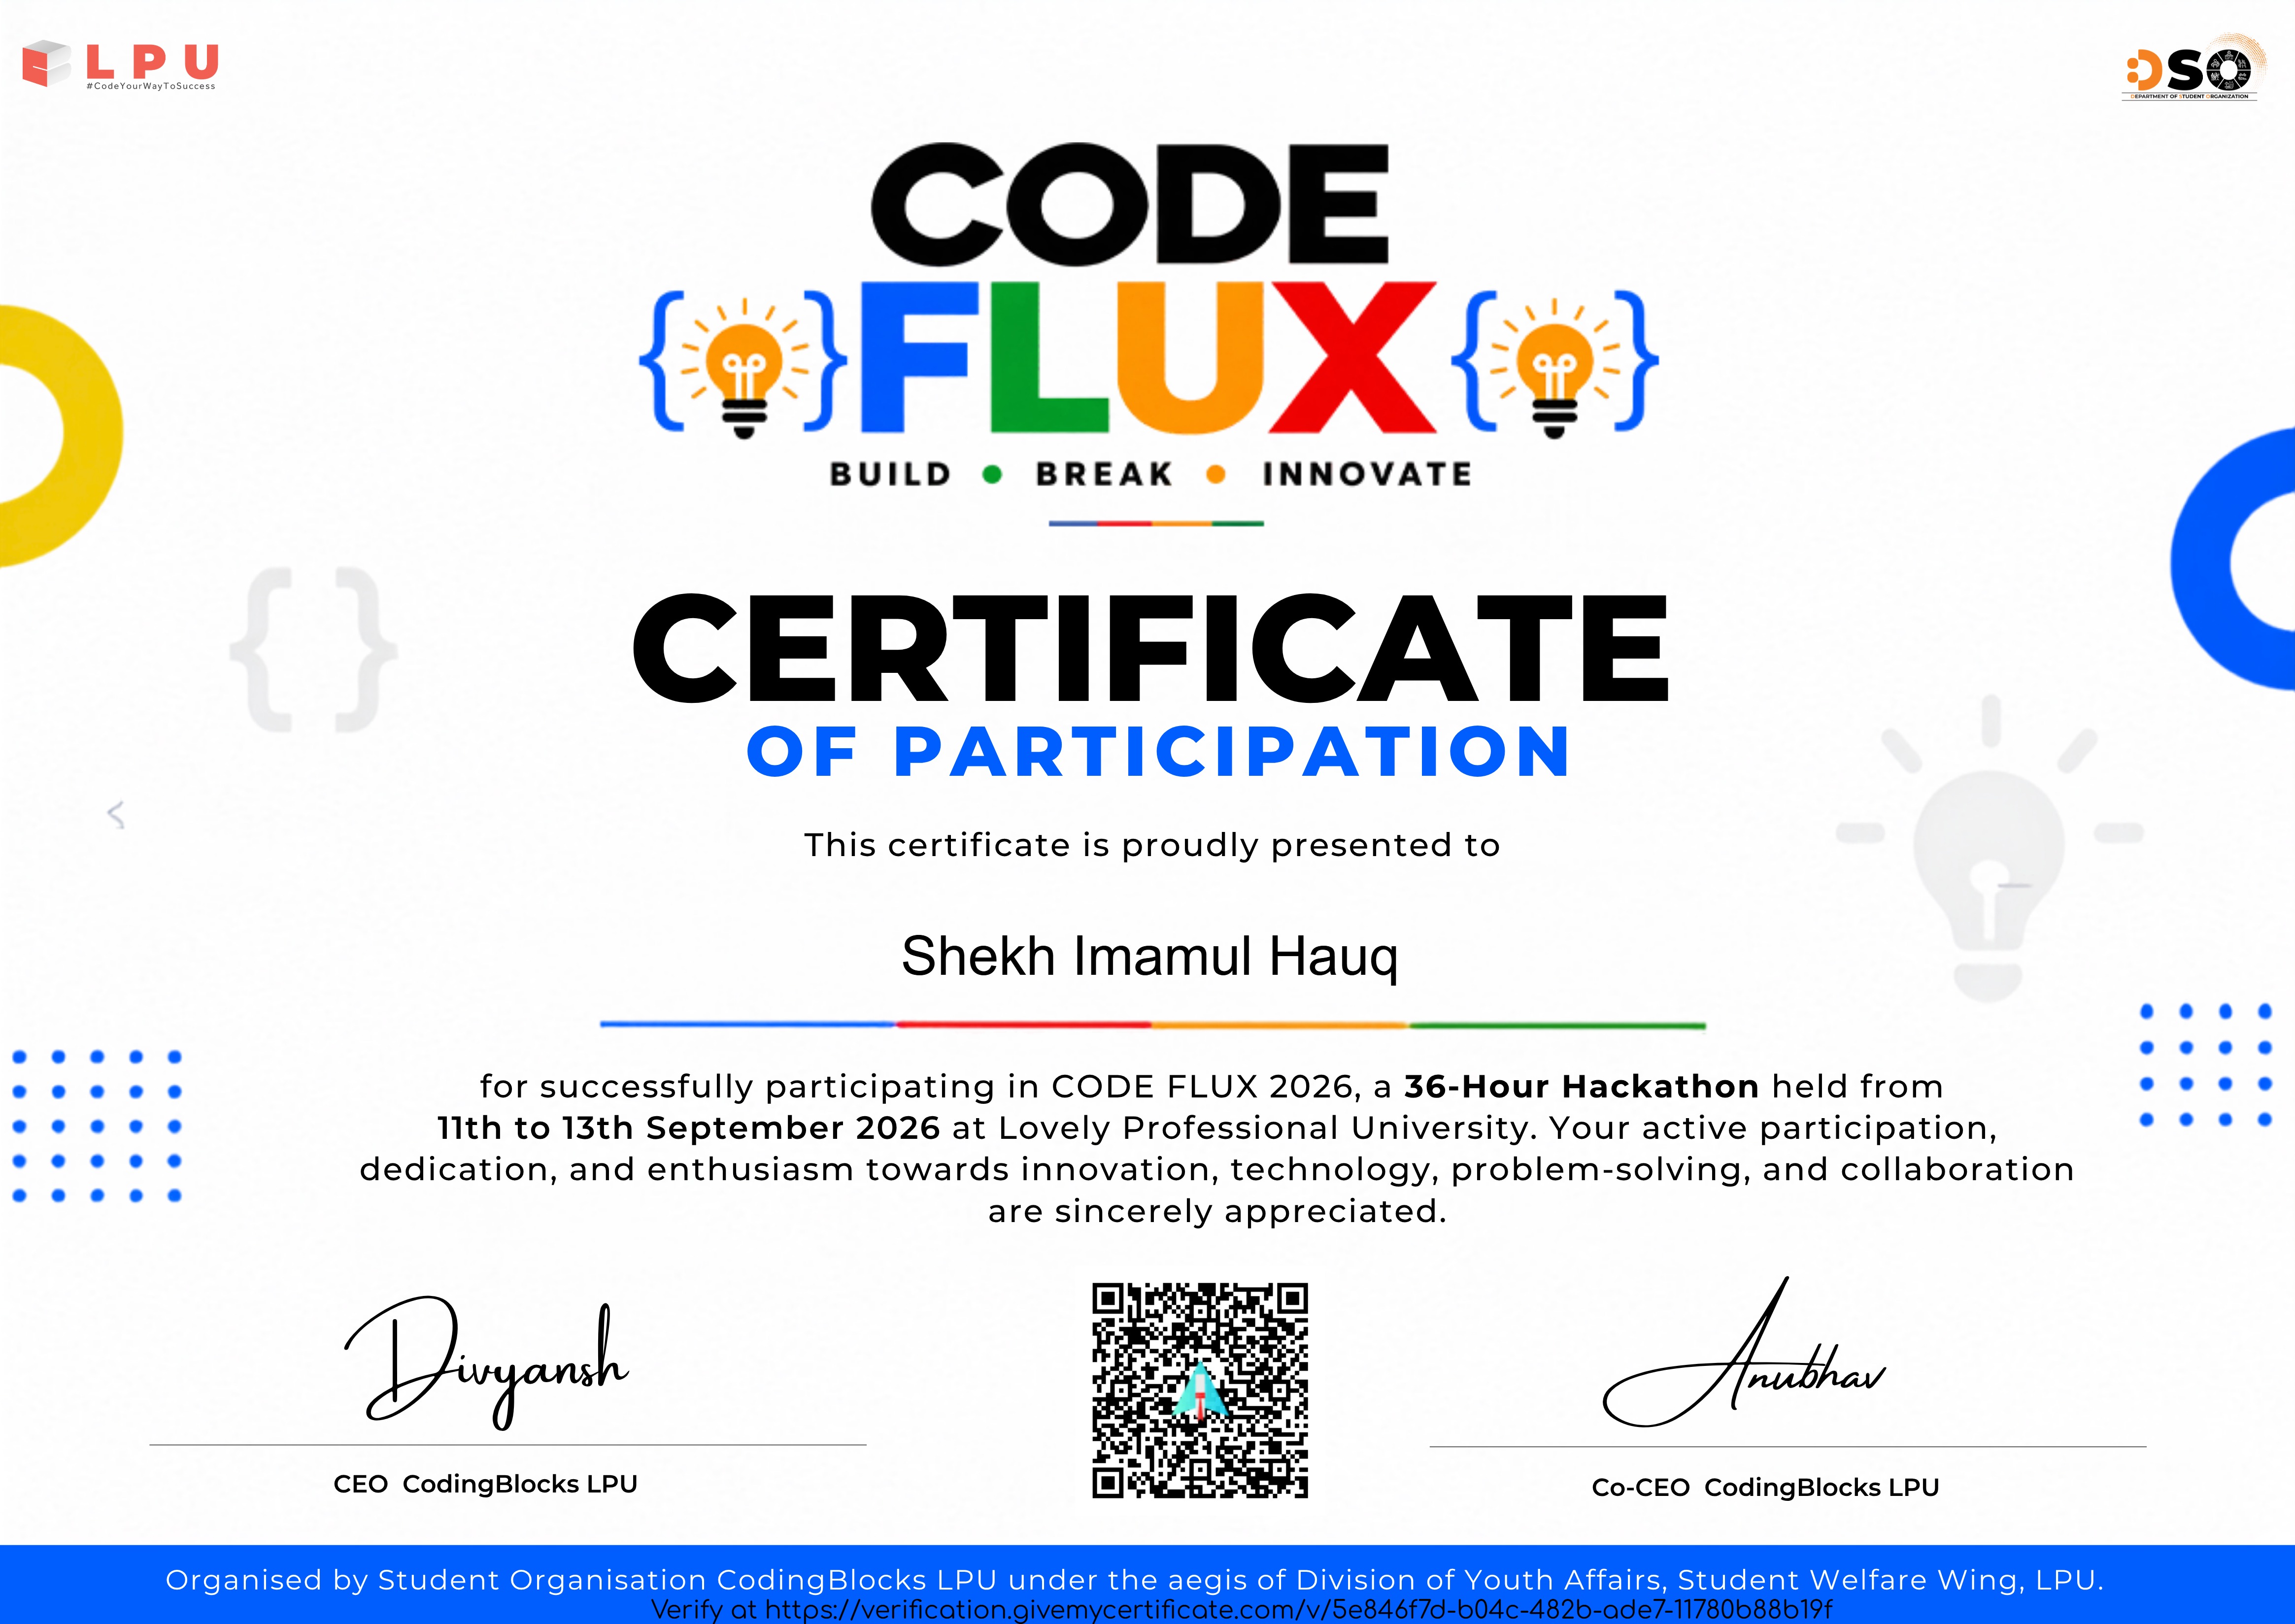 LPU
#CodeYourWayToSuccess
DSO
DEPARTMENT OF STUDENT ORGANIZATION
CODE
{ } FLUX { }
BUILD • BREAK • INNOVATE
{ }
CERTIFICATE
OF PARTICIPATION
This certificate is proudly presented to
Shekh Imamul Hauq
for successfully participating in CODE FLUX 2026, a 36-Hour Hackathon held from
11th to 13th September 2026 at Lovely Professional University. Your active participation,
dedication, and enthusiasm towards innovation, technology, problem-solving, and collaboration
are sincerely appreciated.
Divyansh
Anubhav
CEO CodingBlocks LPU
Co-CEO CodingBlocks LPU
Organised by Student Organisation CodingBlocks LPU under the aegis of Division of Youth Affairs, Student Welfare Wing, LPU.
Verify at https://verification.givemycertificate.com/v/5e846f7d-b04c-482b-ade7-11780b88b19f